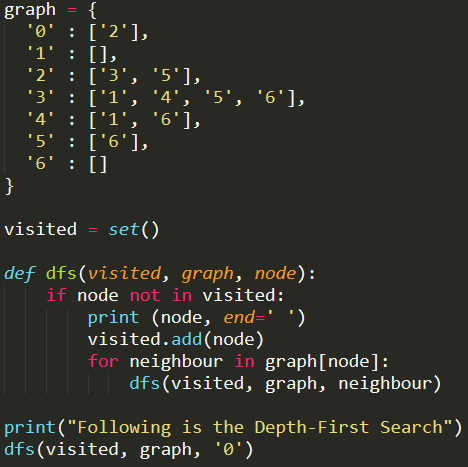 graph = {
  '0' : ['2'],
  '1' : [],
  '2' : ['3', '5'],
  '3' : ['1', '4', '5', '6'],
  '4' : ['1', '6'],
  '5' : ['6'],
  '6' : []
}

visited = set()

def dfs(visited, graph, node):
    if node not in visited:
        print (node, end=' ')
        visited.add(node)
        for neighbour in graph[node]:
            dfs(visited, graph, neighbour)

print("Following is the Depth-First Search")
dfs(visited, graph, '0')